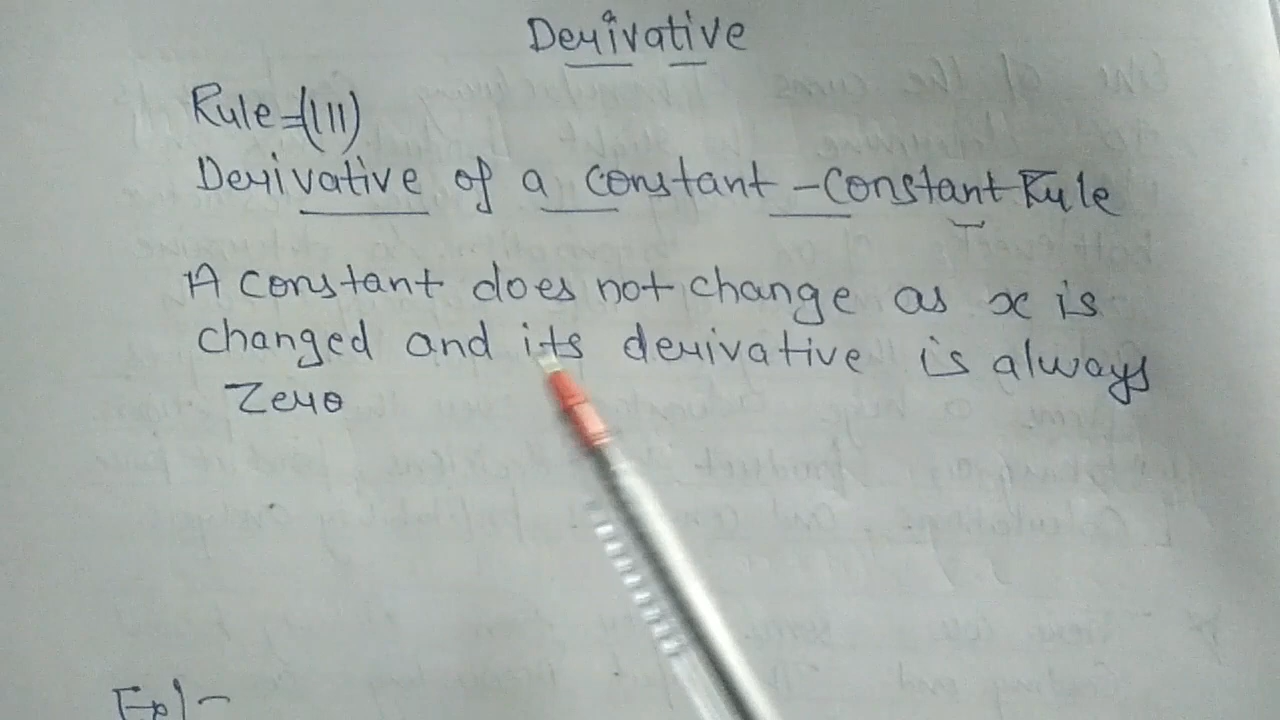 Derivative
Rule=(III)
Derivative of a constant - Constant Rule
A constant does not change as x is
changed and its derivative is always
Zero